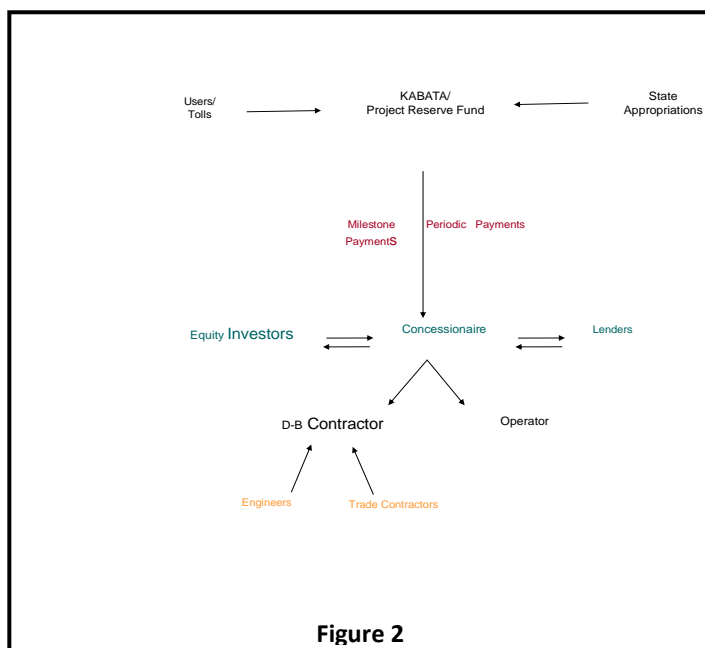 Users/
Tolls
KABATA/
Project Reserve Fund
State
Appropriations
Milestone
PaymentS
Periodic Payments
Equity Investors
Concessionaire
Lenders
D-B Contractor
Operator
Engineers
Trade Contractors
Figure 2